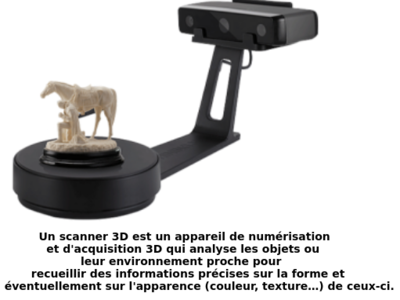 Un scanner 3D est un appareil de numérisation
et d'acquisition 3D qui analyse les objets ou
leur environnement proche pour
recueillir des informations précises sur la forme et
éventuellement sur l'apparence (couleur, texture…) de ceux-ci.